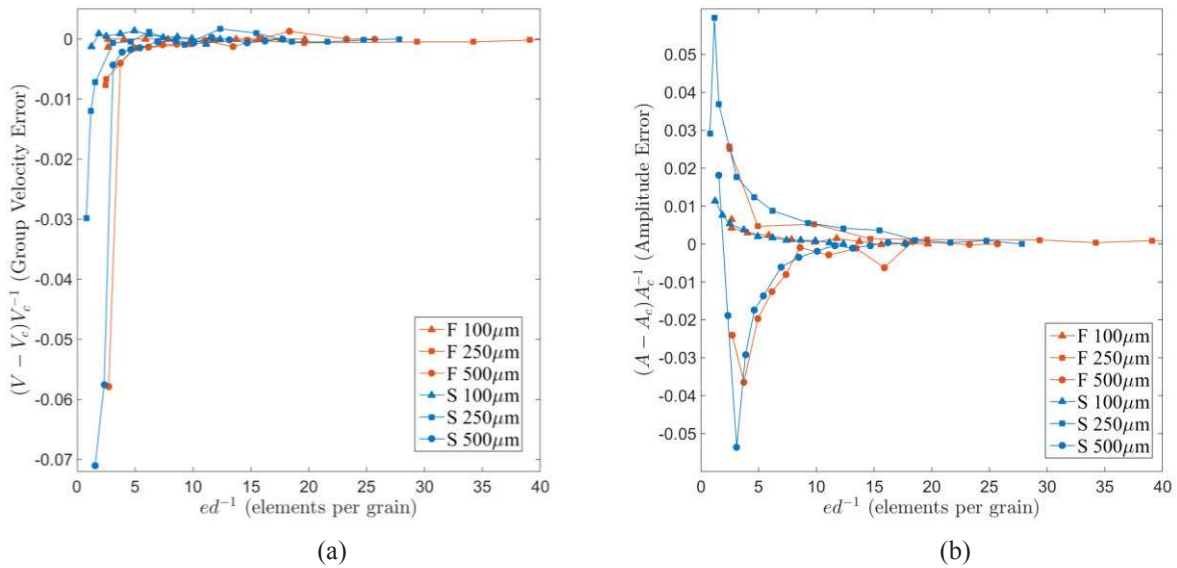 0
-0.01
-0.02
-0.03
-0.04
-0.05
-0.06
-0.07
(V − V_c)V_c^{-1} (Group Velocity Error)
0 5 10 15 20 25 30 35 40
ed^{-1} (elements per grain)
F 100μm
F 250μm
F 500μm
S 100μm
S 250μm
S 500μm
(a)
0.05
0.04
0.03
0.02
0.01
0
-0.01
-0.02
-0.03
-0.04
-0.05
(A − A_c)A_c^{-1} (Amplitude Error)
0 5 10 15 20 25 30 35 40
ed^{-1} (elements per grain)
F 100μm
F 250μm
F 500μm
S 100μm
S 250μm
S 500μm
(b)